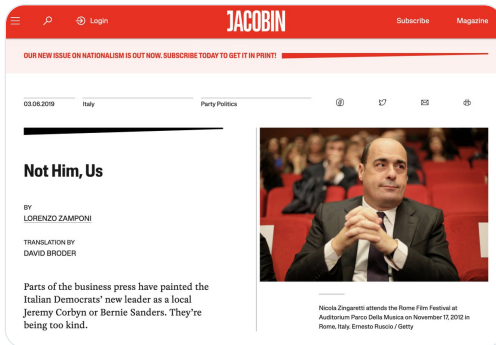 Login
JACOBIN
Subscribe
Magazine
OUR NEW ISSUE ON NATIONALISM IS OUT NOW. SUBSCRIBE TODAY TO GET IT IN PRINT!
03.06.2019
Italy
Party Politics
Not Him, Us
BY
LORENZO ZAMPONI
TRANSLATION BY
DAVID BRODER
Parts of the business press have painted the
Italian Democrats' new leader as a local
Jeremy Corbyn or Bernie Sanders. They're
being too kind.
Nicola Zingaretti attends the Rome Film Festival at
Auditorium Parco Della Musica on November 17, 2012 in
Rome, Italy. Ernesto Ruscio / Getty